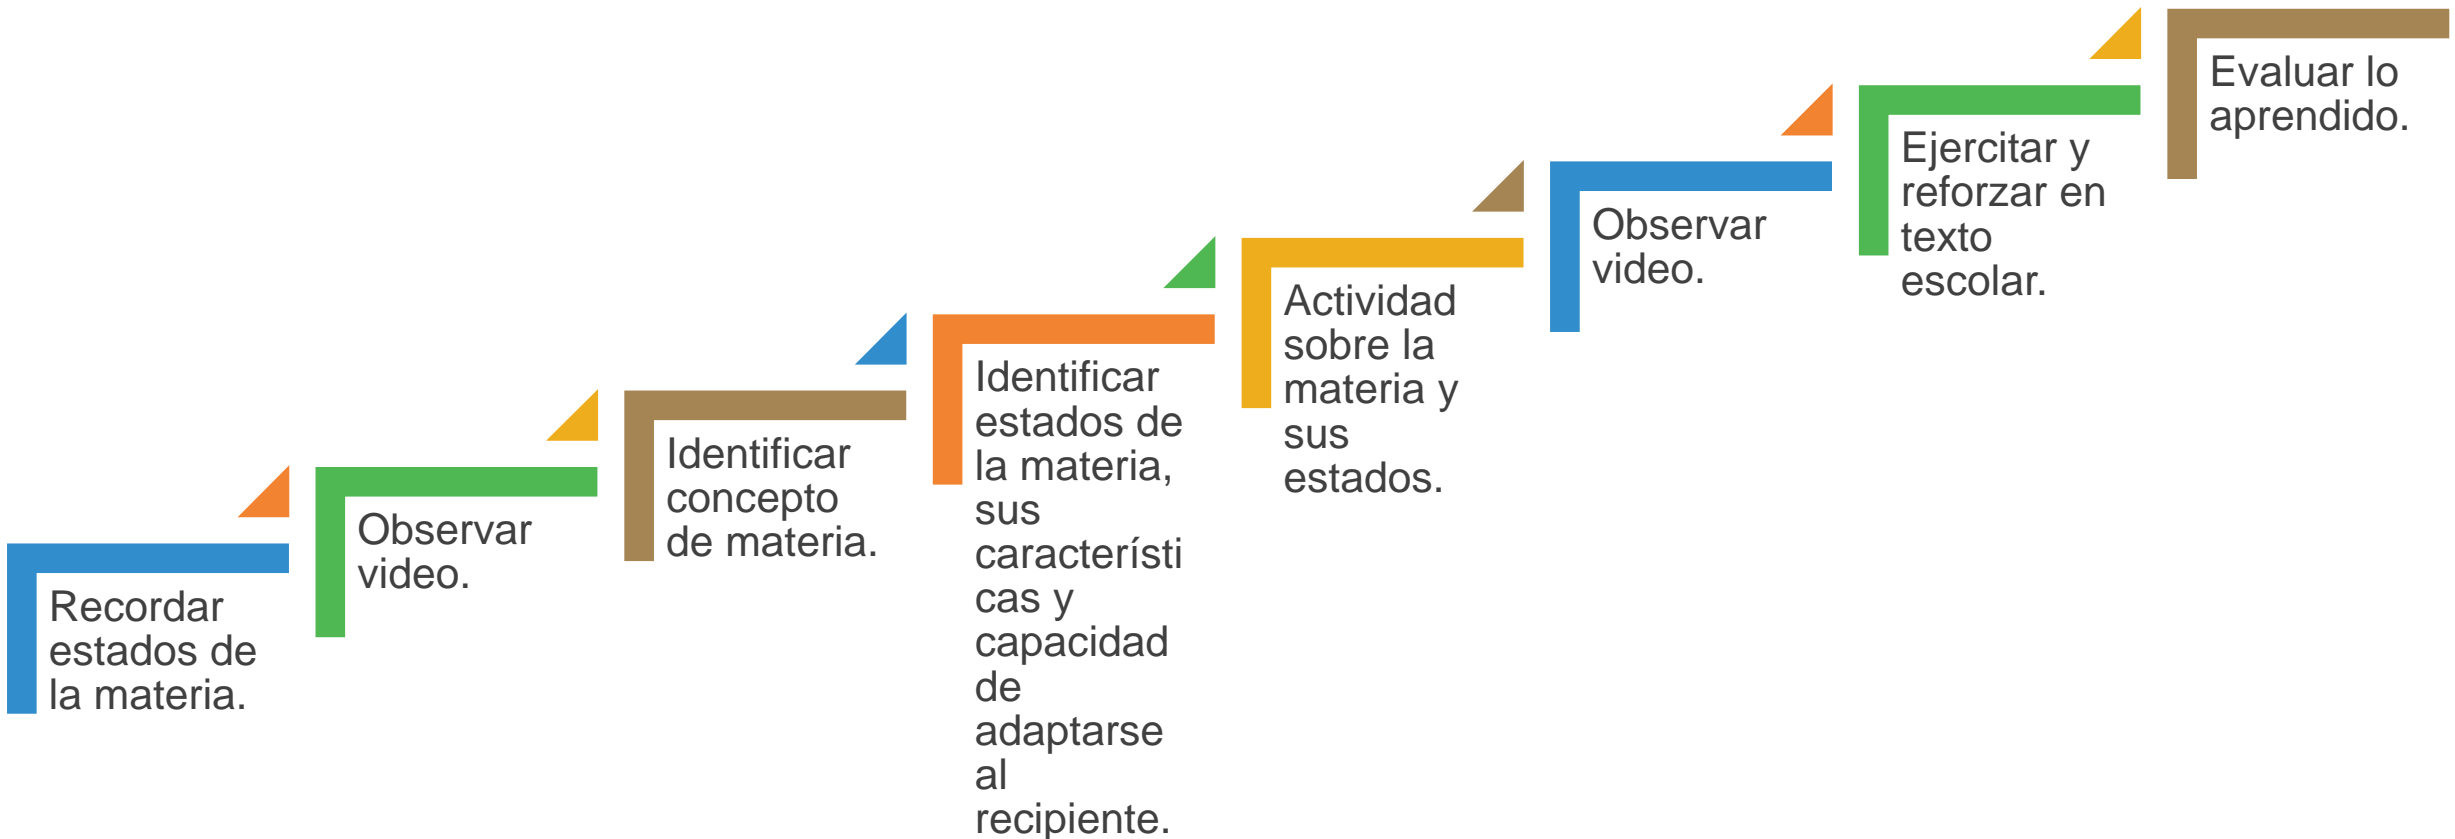 Recordar
estados de
la materia.
Observar
video.
Identificar
concepto
de materia.
Identificar
estados de
la materia,
sus
característi
cas y
capacidad
de
adaptarse
al
recipiente.
Actividad
sobre la
materia y
sus
estados.
Observar
video.
Ejercitar y
reforzar en
texto
escolar.
Evaluar lo
aprendido.